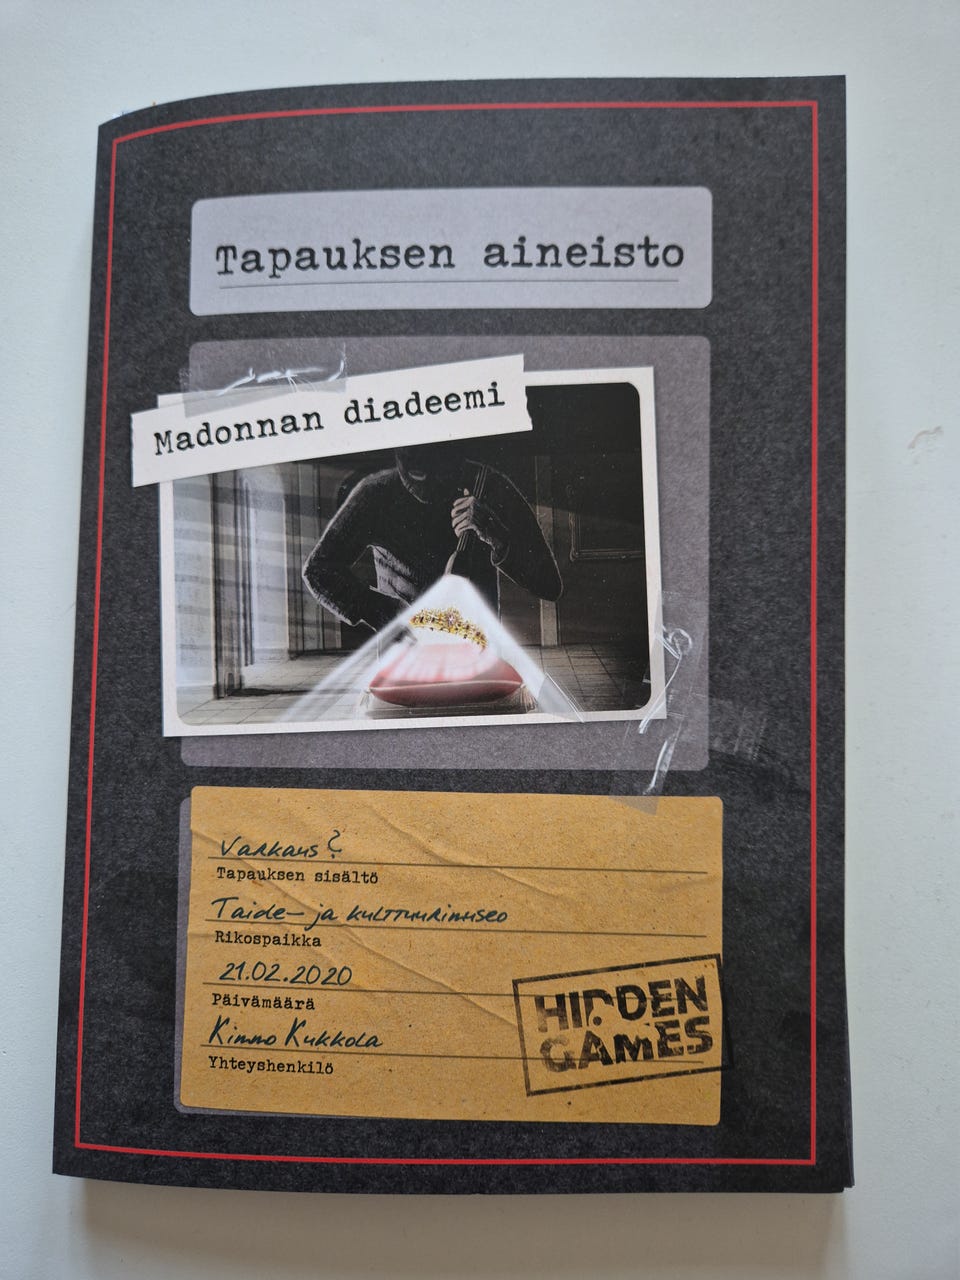 Tapauksen aineisto
Madonnan diadeemi
Varkaus?
Tapauksen sisältö
Taide- ja kulttuurimuseo
Rikospaikka
21.02.2020
Päivämäärä
Kimmo Kukkola
Yhteyshenkilö
HIDDEN
GAMES